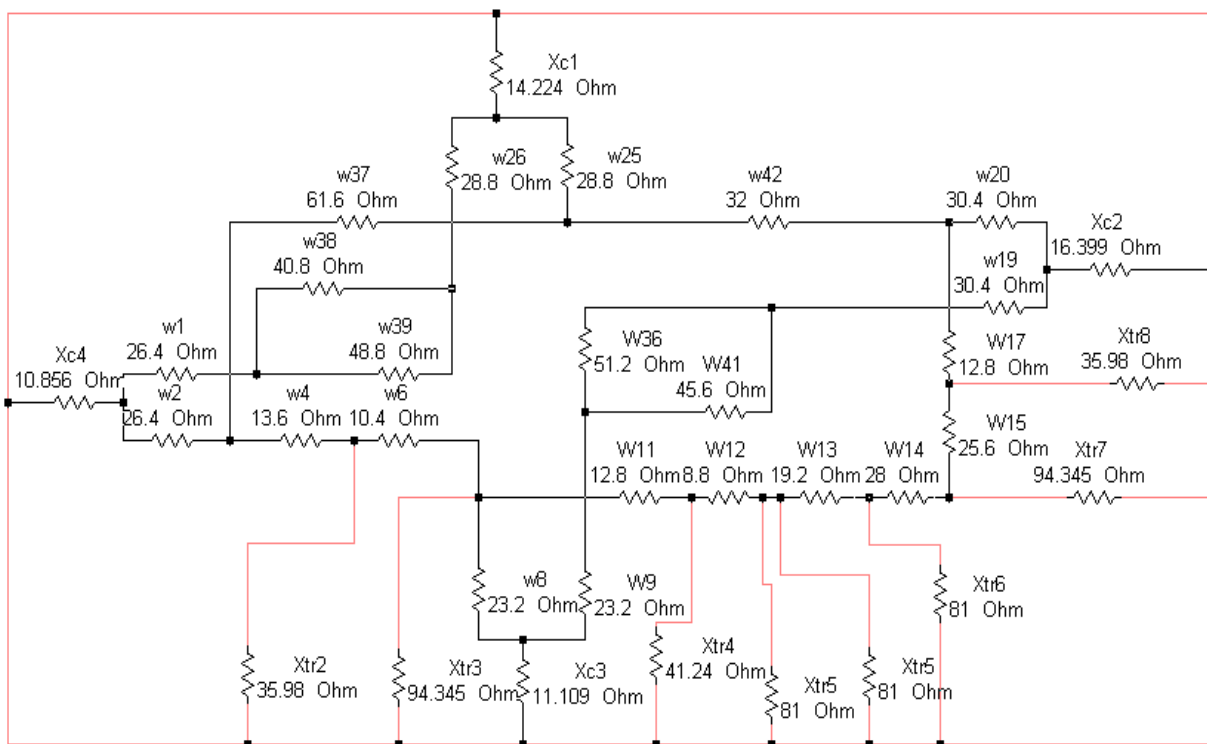 Xc1
14.224 Ohm
w26
28.8 Ohm
w25
28.8 Ohm
w37
61.6 Ohm
w42
32 Ohm
w20
30.4 Ohm
Xc2
16.399 Ohm
w38
40.8 Ohm
w19
30.4 Ohm
w1
26.4 Ohm
w39
48.8 Ohm
W36
51.2 Ohm
W41
45.6 Ohm
W17
12.8 Ohm
Xtr8
35.98 Ohm
Xc4
10.856 Ohm
w2
26.4 Ohm
w4
13.6 Ohm
w6
10.4 Ohm
W15
25.6 Ohm
W11
12.8 Ohm
W12
8.8 Ohm
W13
19.2 Ohm
W14
28 Ohm
Xtr7
94.345 Ohm
w8
23.2 Ohm
W9
23.2 Ohm
Xtr6
81 Ohm
Xtr2
35.98 Ohm
Xtr3
94.345 Ohm
Xc3
11.109 Ohm
Xtr4
41.24 Ohm
Xtr5
81 Ohm
Xtr5
81 Ohm